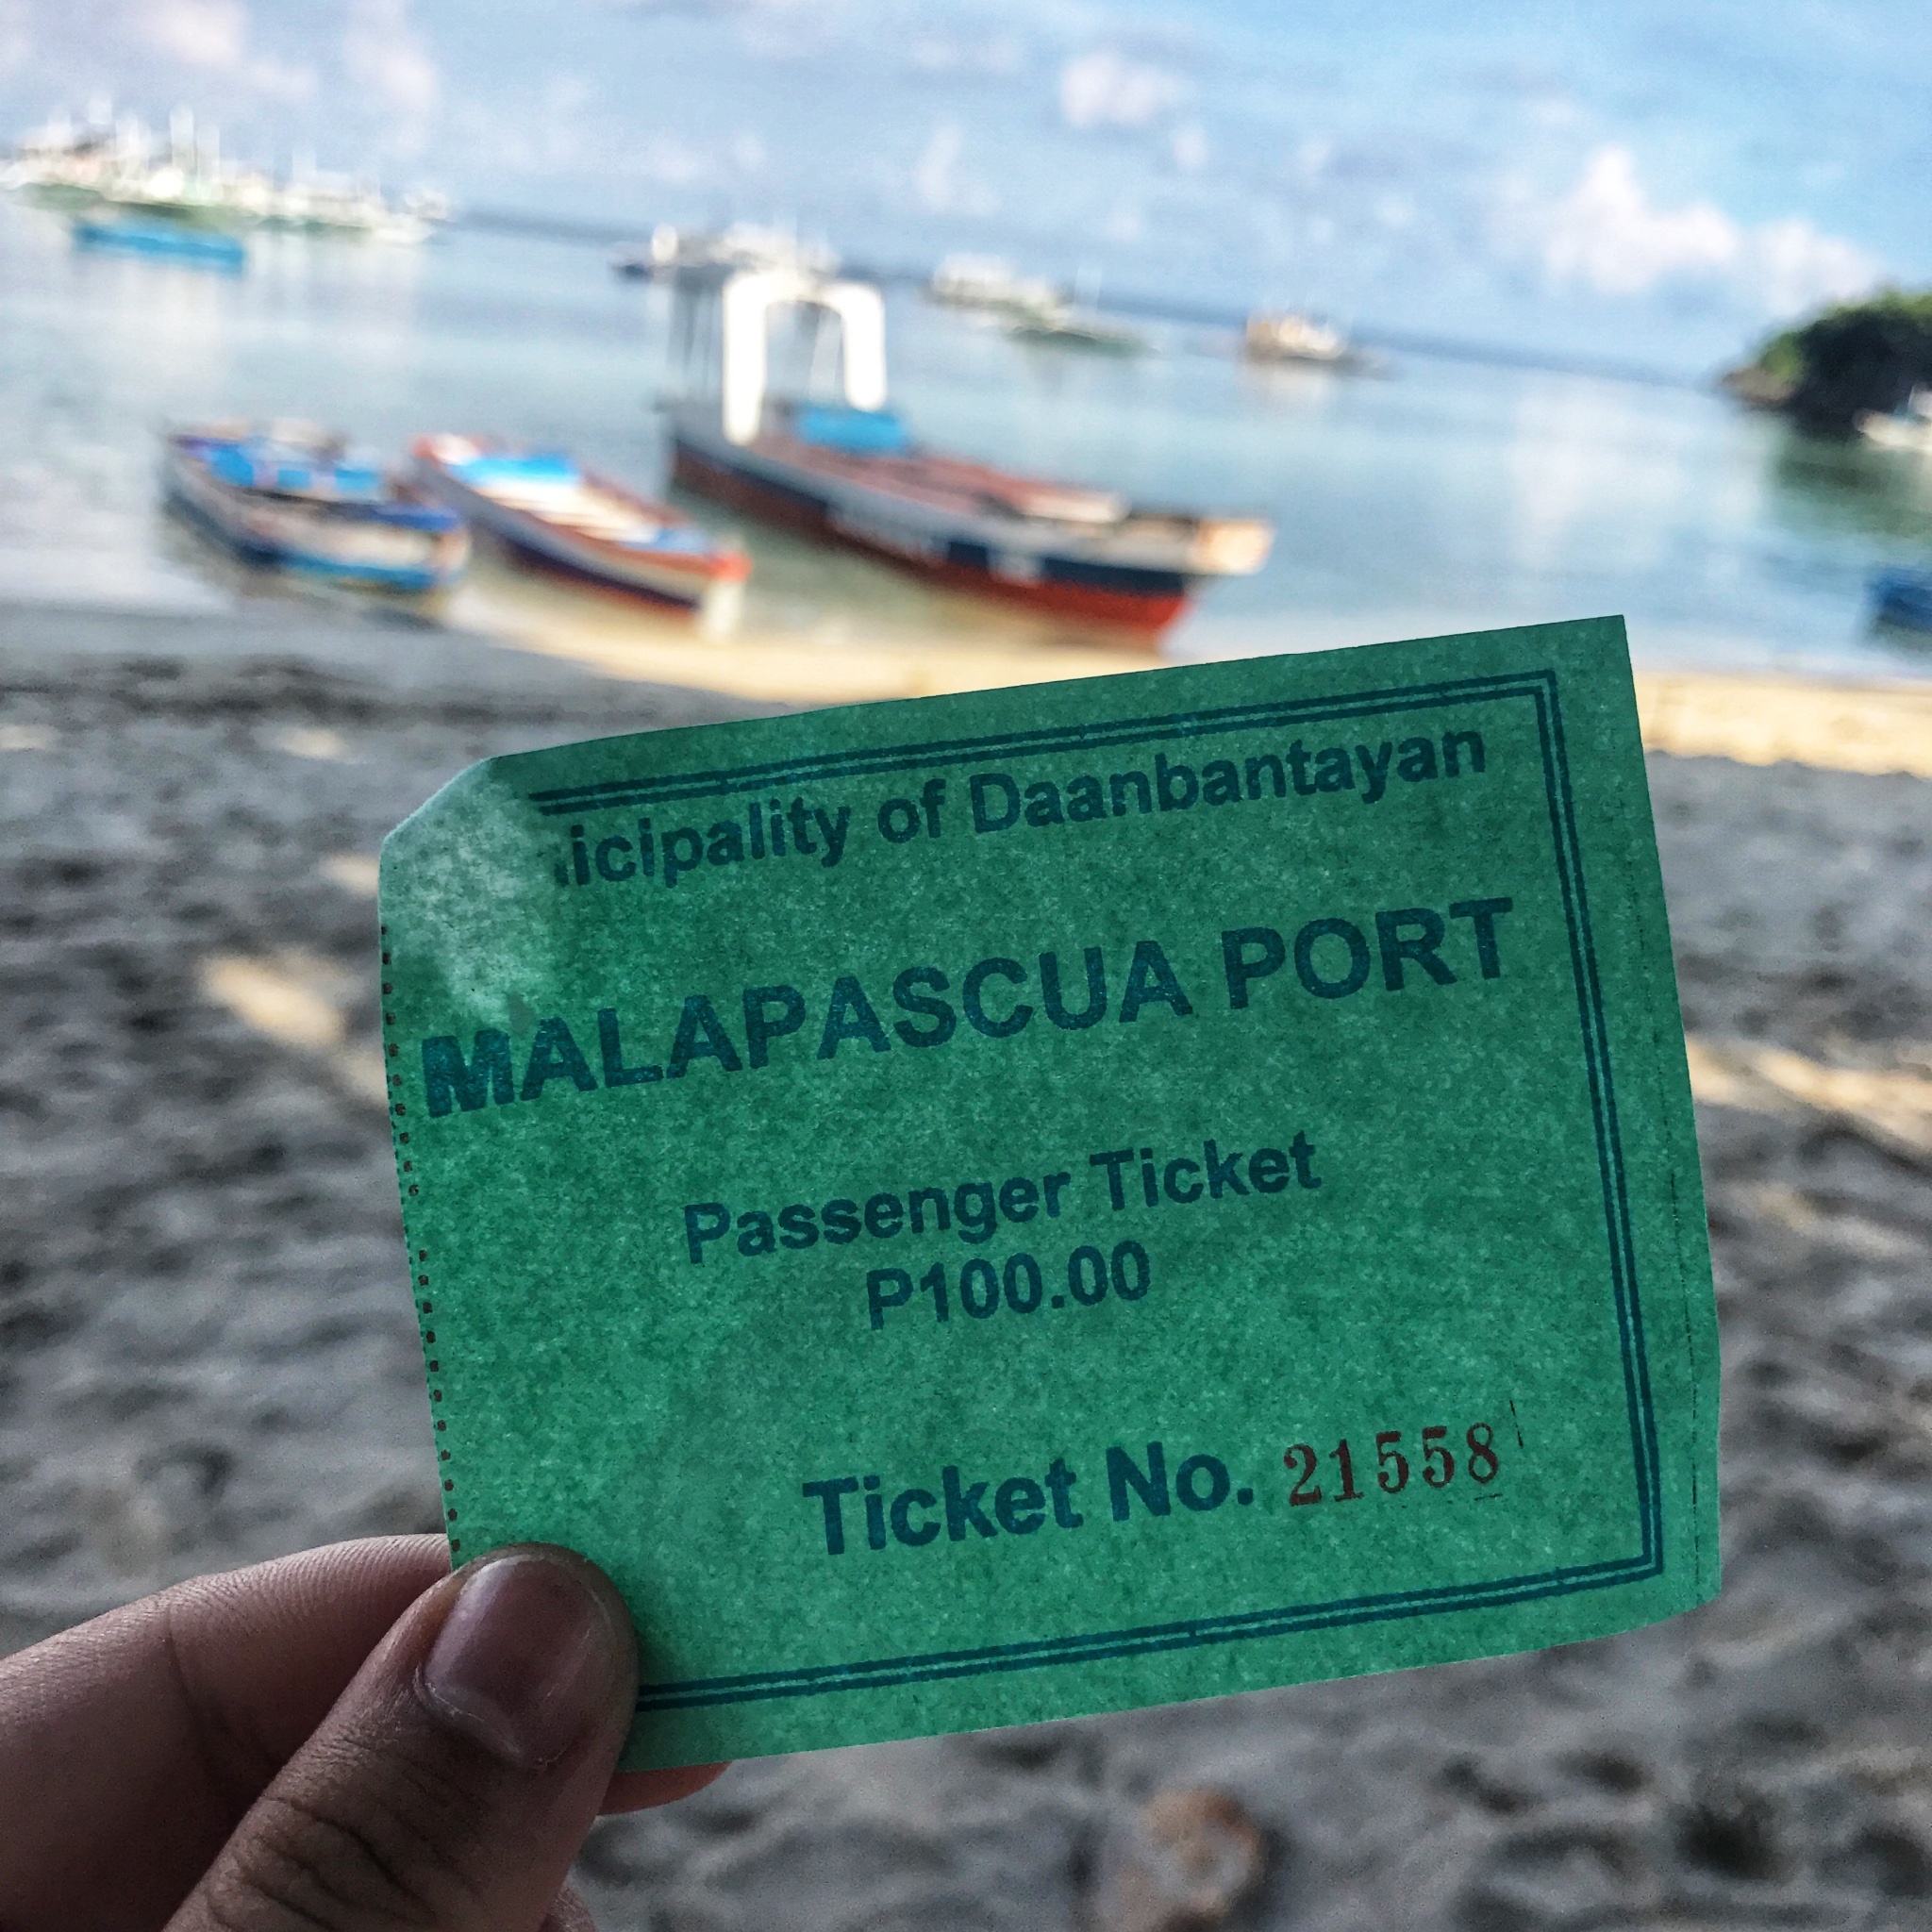 icipality of Daanbantayan
MALAPASCUA PORT
Passenger Ticket
P100.00
Ticket No. 21558